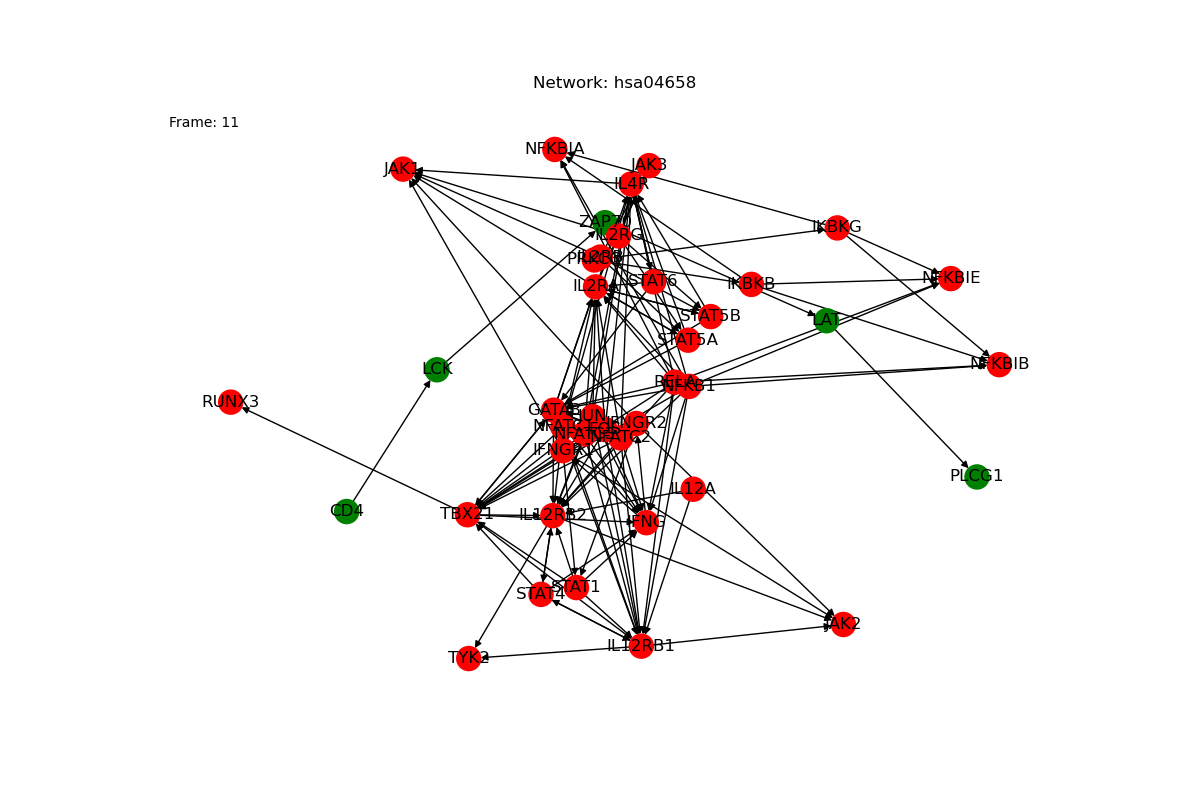 Network: hsa04658
Frame: 11
NFKBIA
JAK3
JAK1
IL4R
ZAP70
IKBKG
IL2RG
PRKCQ
IL2RA
STAT6
IKBKB
NFKBIE
STAT5B
LAT
STAT5A
NFKBIB
LCK
RELA
NFKB1
RUNX3
GATA3
JUN
IFNGR2
NFATC2
IFNGR1
PLCG1
IL12A
CD4
TBX21
IL12RB2
IFNG
STAT1
STAT4
JAK2
IL12RB1
TYK2